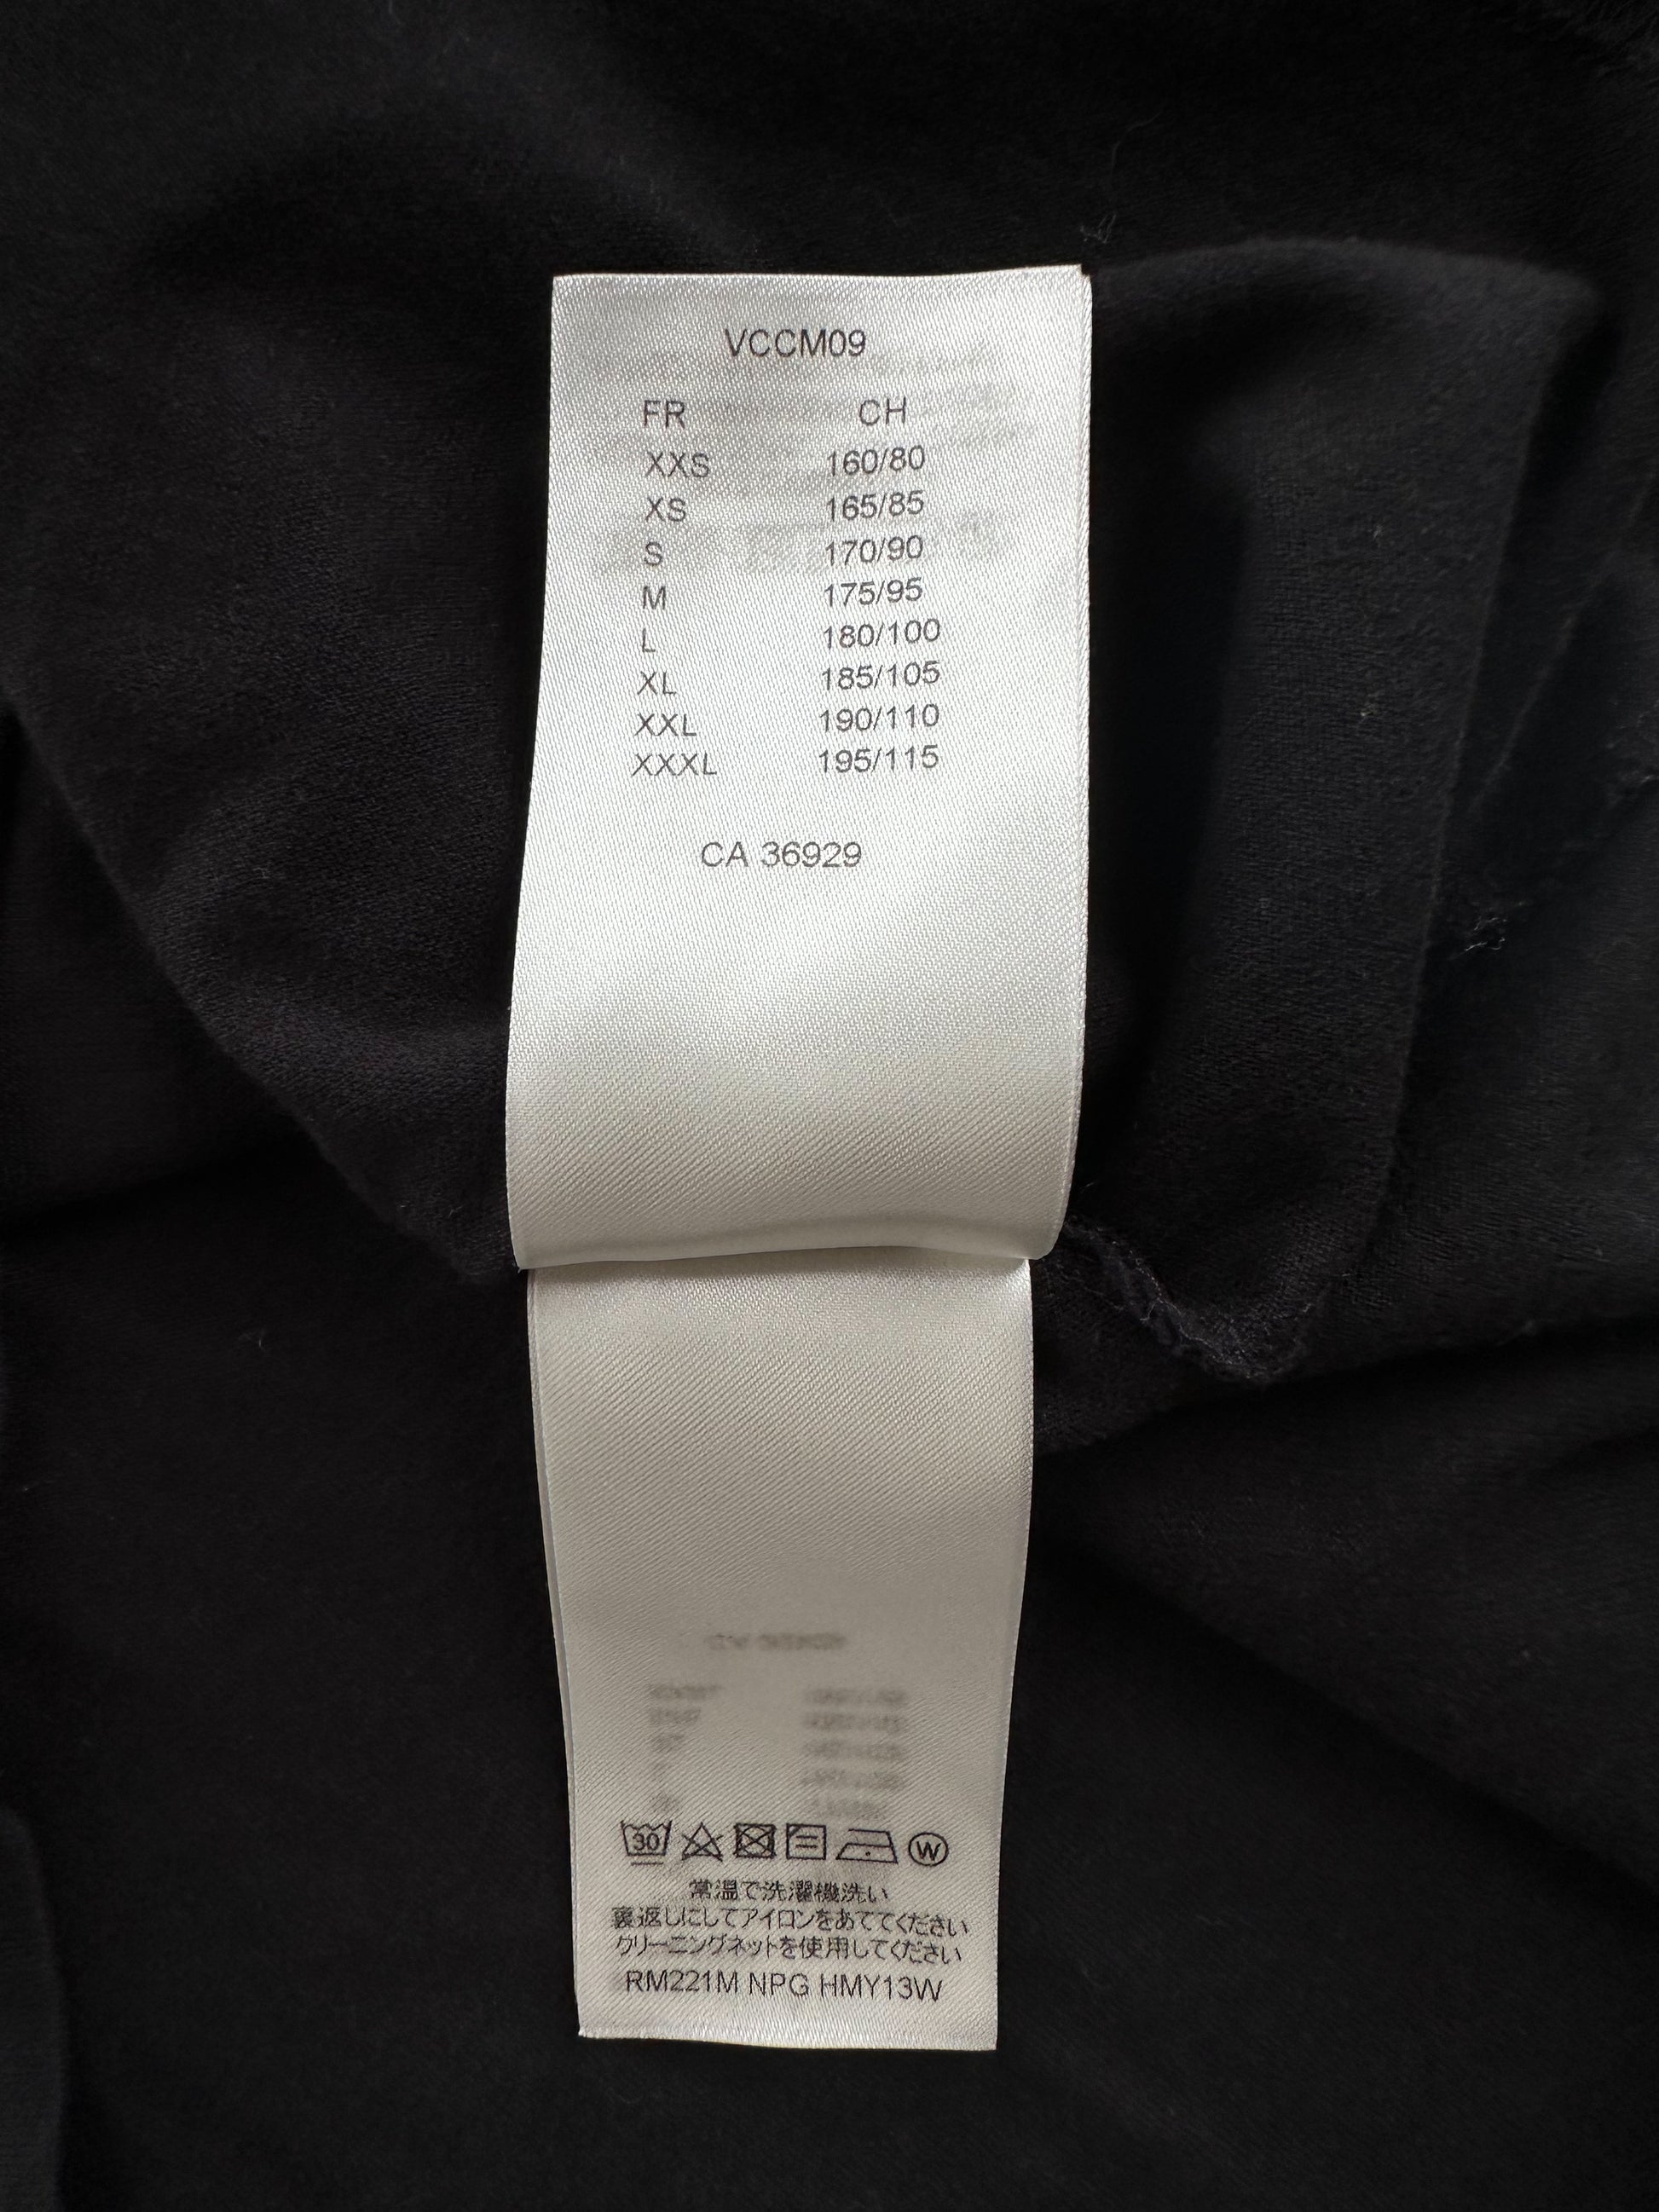 VCCM09
FR CH
XXS 160/80
XS 165/85
S 170/90
M 175/95
L 180/100
XL 185/105
XXL 190/110
XXXL 195/115
CA 36929
30 W
常温で洗濯機洗い
裏返しにしてアイロンをあててください
クリーニングネットを使用してください
RM221M NPG HMY13W